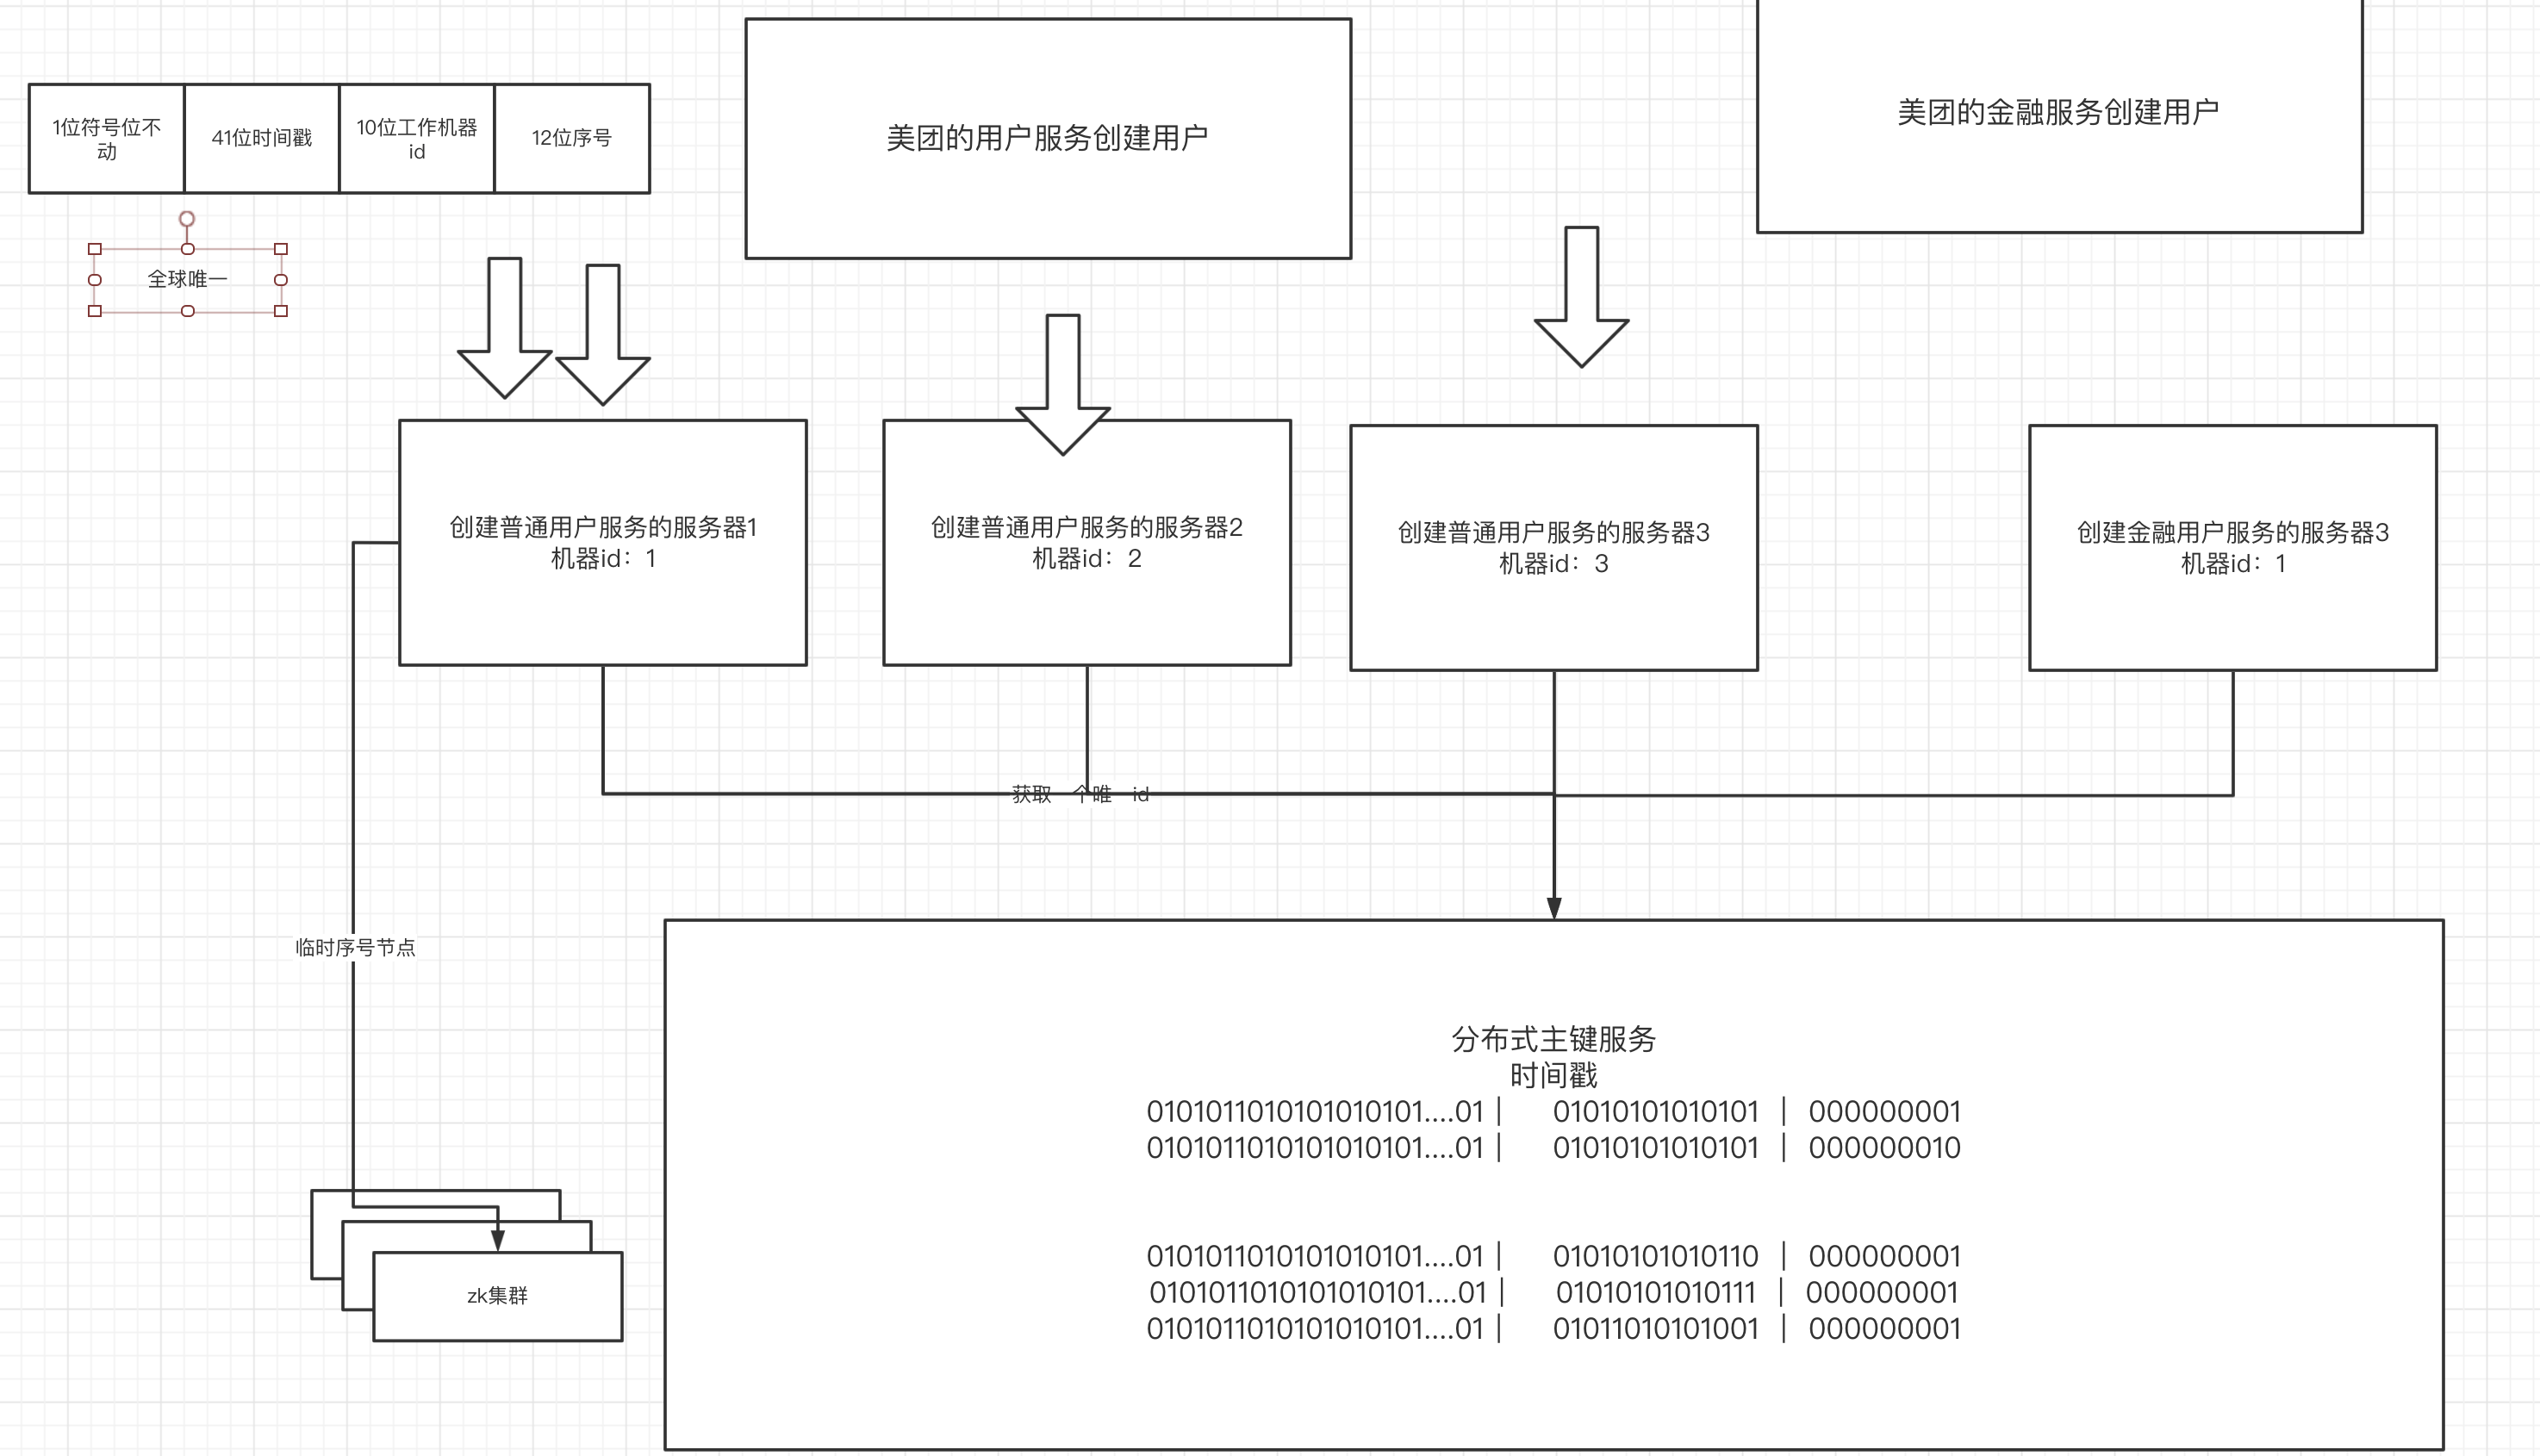 1位符号位不
动
41位时间戳
10位工作机器
id
12位序号
全球唯一
美团的用户服务创建用户
美团的金融服务创建用户
创建普通用户服务的服务器1
机器id：1
创建普通用户服务的服务器2
机器id：2
创建普通用户服务的服务器3
机器id：3
创建金融用户服务的服务器3
机器id：1
获取一个唯一id
临时序号节点
zk集群
分布式主键服务
时间戳
0101011010101010101....01 | 01010101010101 | 000000001
0101011010101010101....01 | 01010101010101 | 000000010
0101011010101010101....01 | 01010101010110 | 000000001
0101011010101010101....01 | 01010101010111 | 000000001
0101011010101010101....01 | 01011010101001 | 000000001